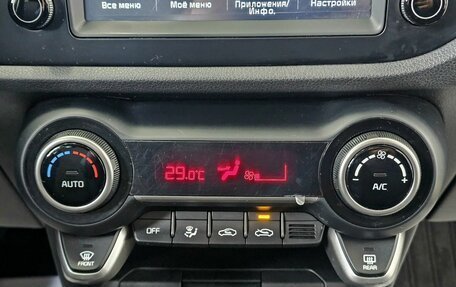 Все меню Моё меню Приложения/ Настройки
Инфо.
29.0°C
AUTO
A/C
- +
OFF
FRONT
REAR